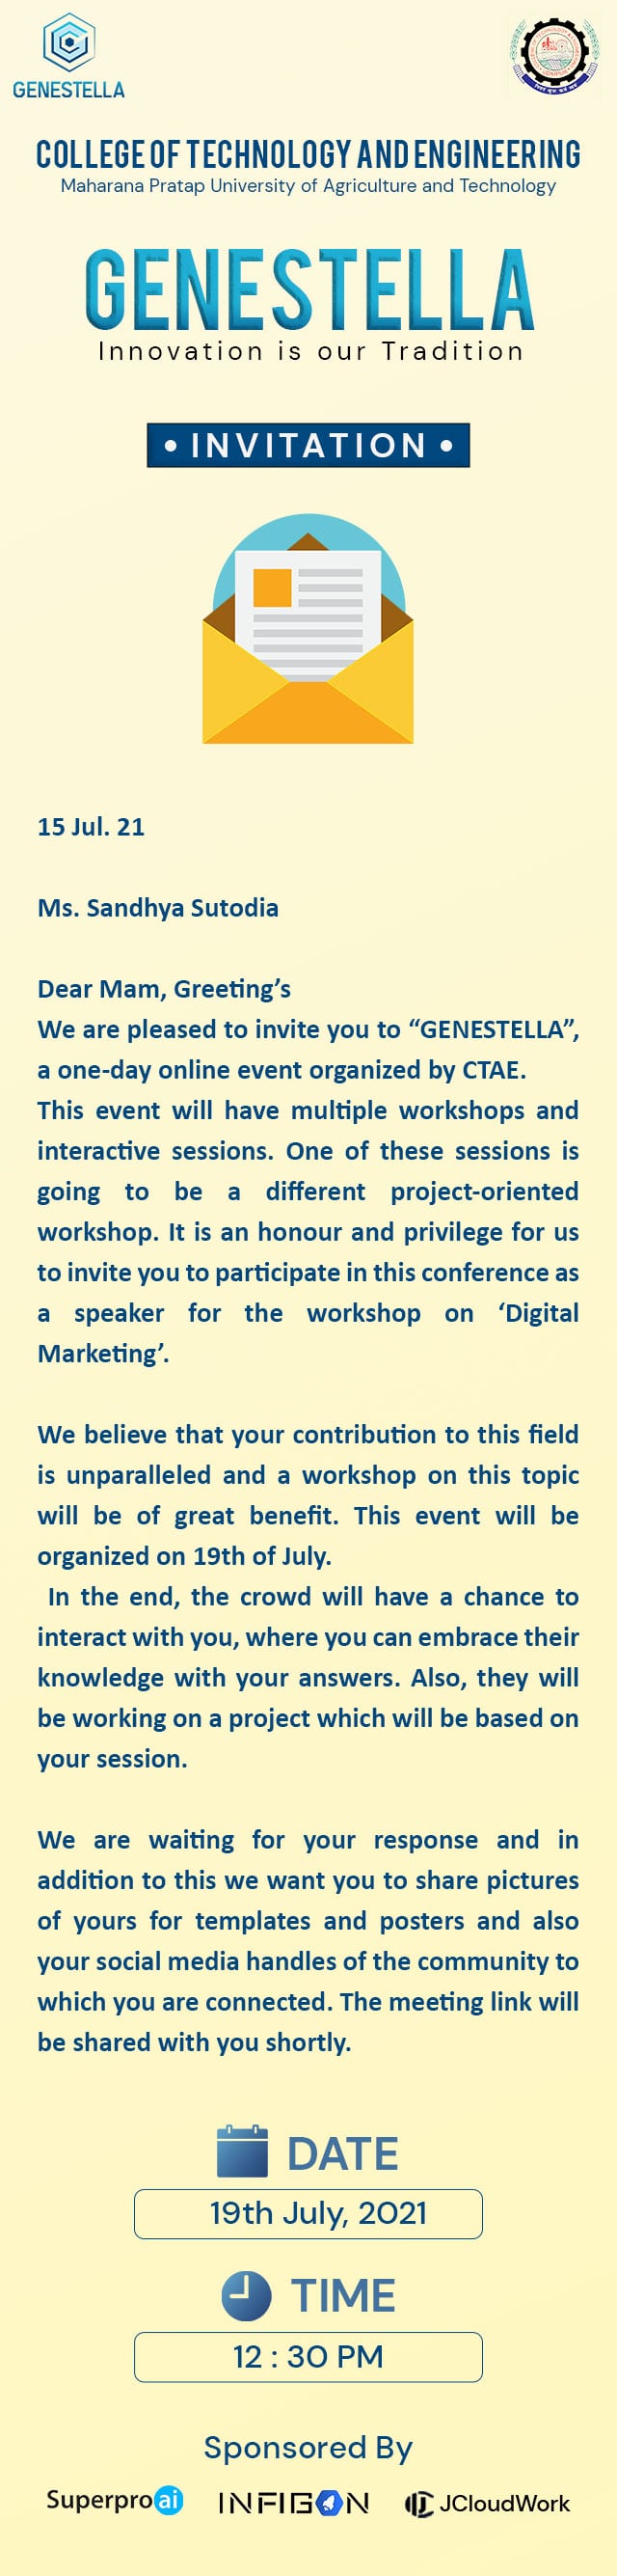 GENESTELLA
COLLEGE OF TECHNOLOGY AND ENGINEERING
Maharana Pratap University of Agriculture and Technology
GENESTELLA
Innovation is our Tradition
• INVITATION •
15 Jul. 21
Ms. Sandhya Sutodia
Dear Mam, Greeting’s
We are pleased to invite you to “GENESTELLA”,
a one-day online event organized by CTAE.
This event will have multiple workshops and
interactive sessions. One of these sessions is
going to be a different project-oriented
workshop. It is an honour and privilege for us
to invite you to participate in this conference as
a speaker for the workshop on ‘Digital
Marketing’.
We believe that your contribution to this field
is unparalleled and a workshop on this topic
will be of great benefit. This event will be
organized on 19th of July.
In the end, the crowd will have a chance to
interact with you, where you can embrace their
knowledge with your answers. Also, they will
be working on a project which will be based on
your session.
We are waiting for your response and in
addition to this we want you to share pictures
of yours for templates and posters and also
your social media handles of the community to
which you are connected. The meeting link will
be shared with you shortly.
DATE
19th July, 2021
TIME
12 : 30 PM
Sponsored By
Superpro ai
INFIGON
JCloudWork